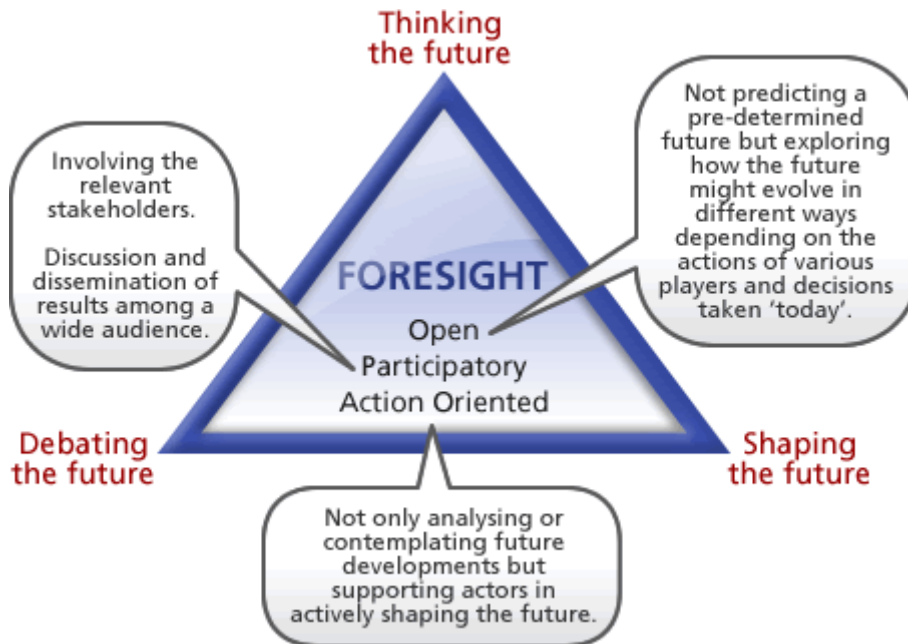 Thinking
the future
Not predicting a
pre-determined
future but exploring
how the future
might evolve in
different ways
depending on the
actions of various
players and decisions
taken ‘today’.
Involving the
relevant
stakeholders.
Discussion and
dissemination of
results among a
wide audience.
FORESIGHT
Open
Participatory
Action Oriented
Debating
the future
Shaping
the future
Not only analysing or
contemplating future
developments but
supporting actors in
actively shaping the future.